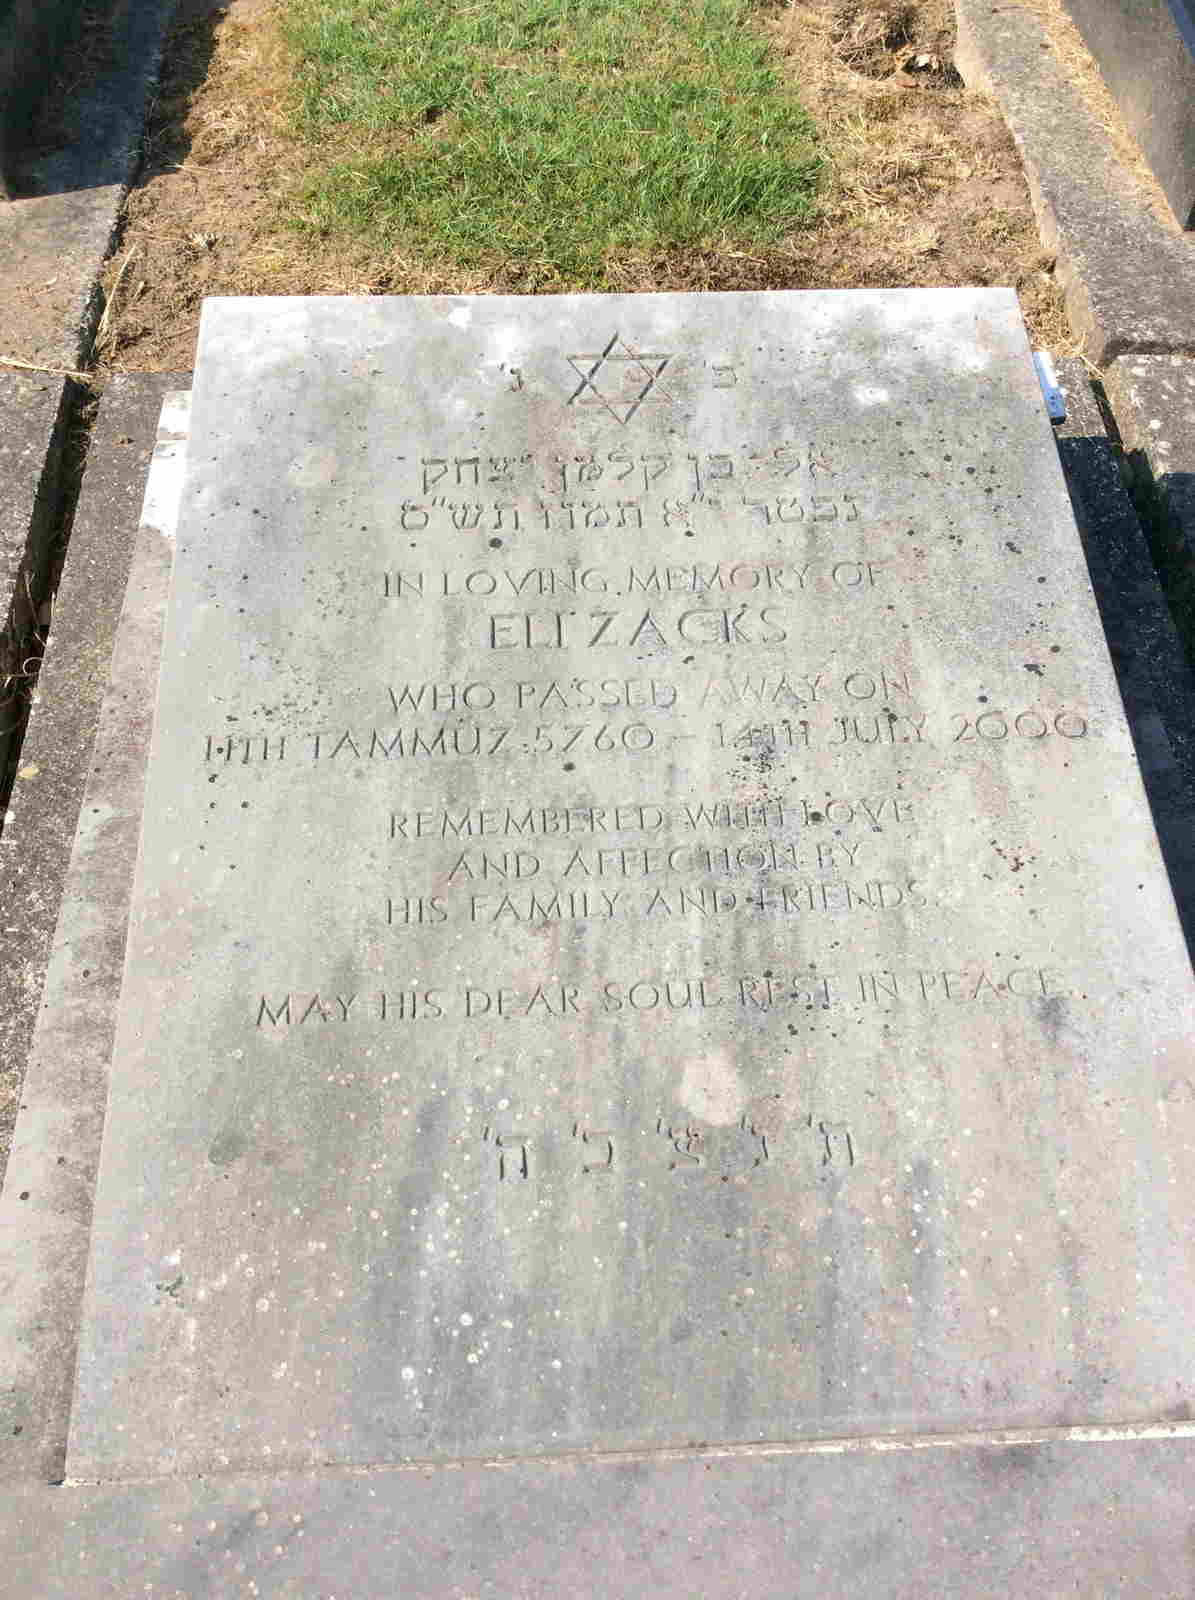 פ' נ'
אלי בן קלמן יצחק
נפטר י"א תמוז תש"ס
IN LOVING MEMORY OF
ELI ZACKS
WHO PASSED AWAY ON
11TH TAMMUZ 5760 - 14TH JULY 2000
REMEMBERED WITH LOVE
AND AFFECTION BY
HIS FAMILY AND FRIENDS.
MAY HIS DEAR SOUL REST IN PEACE.
ת' נ' צ' ב' ה'